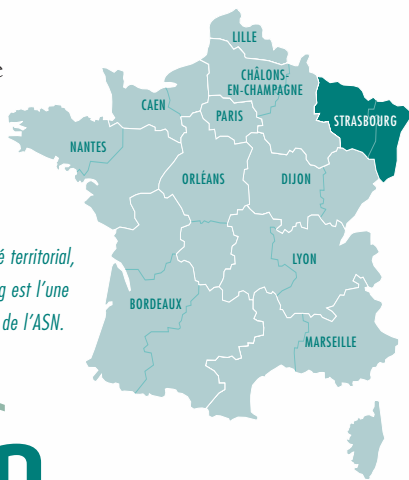 LILLE
CHÂLONS-
EN-CHAMPAGNE
CAEN
PARIS
STRASBOURG
NANTES
ORLÉANS
DIJON
é territorial,
g est l’une
de l’ASN.
LYON
BORDEAUX
MARSEILLE